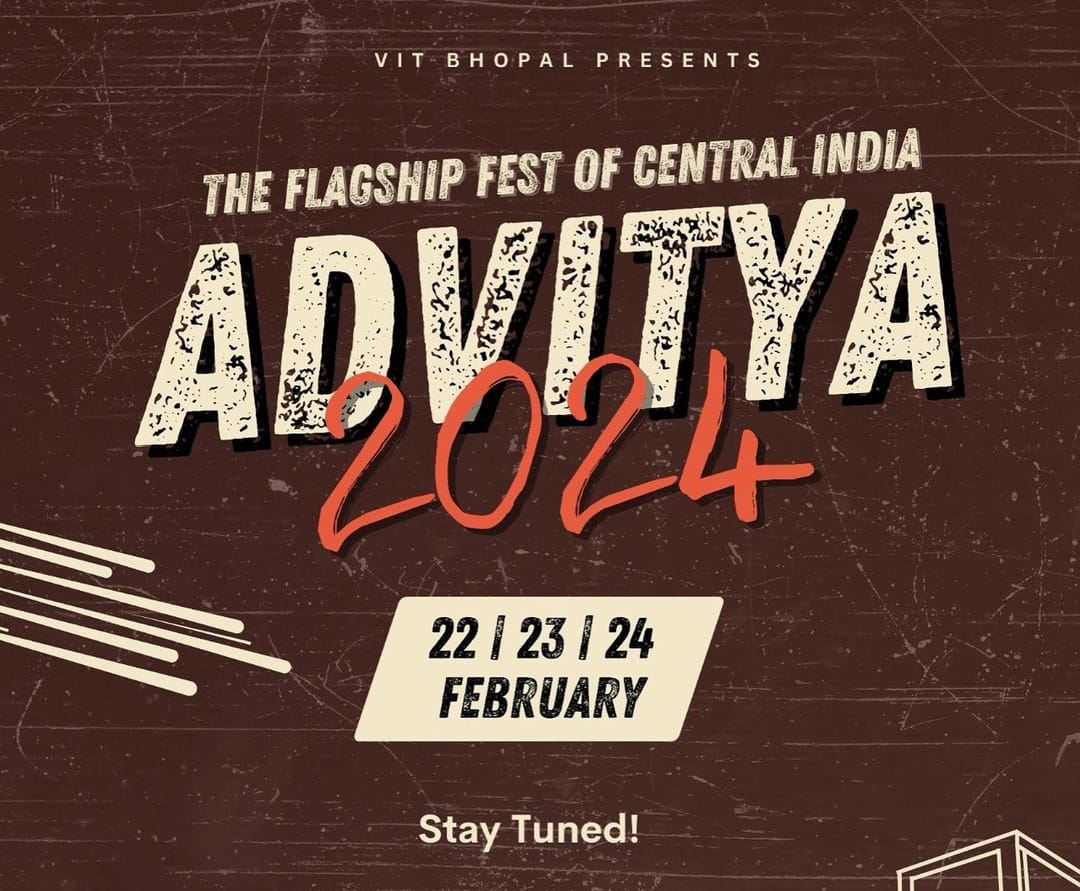 VIT BHOPAL PRESENTS
THE FLAGSHIP FEST OF CENTRAL INDIA
ADVITYA
2024
22 | 23 | 24
FEBRUARY
Stay Tuned!